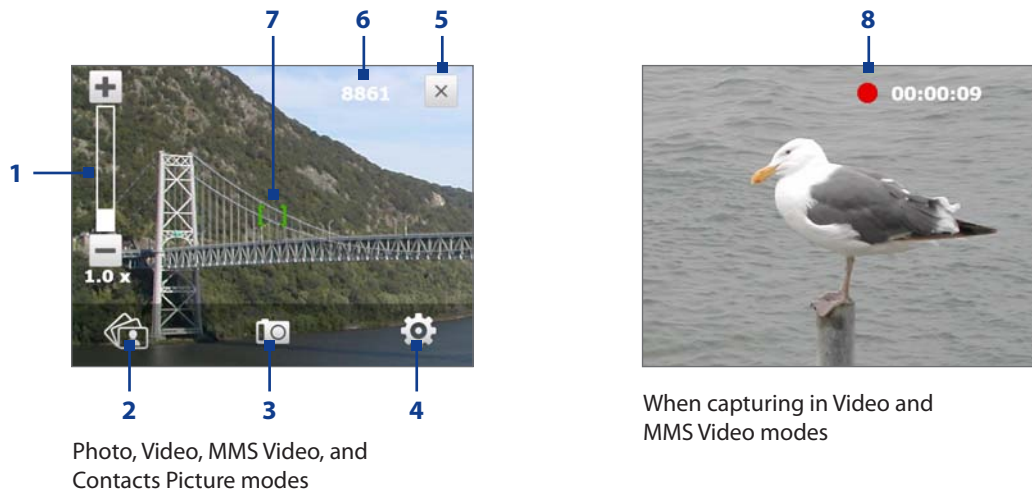 7 6 5 8
8861
00:00:09
1
1.0 x
2 3 4
Photo, Video, MMS Video, and
Contacts Picture modes
When capturing in Video and
MMS Video modes